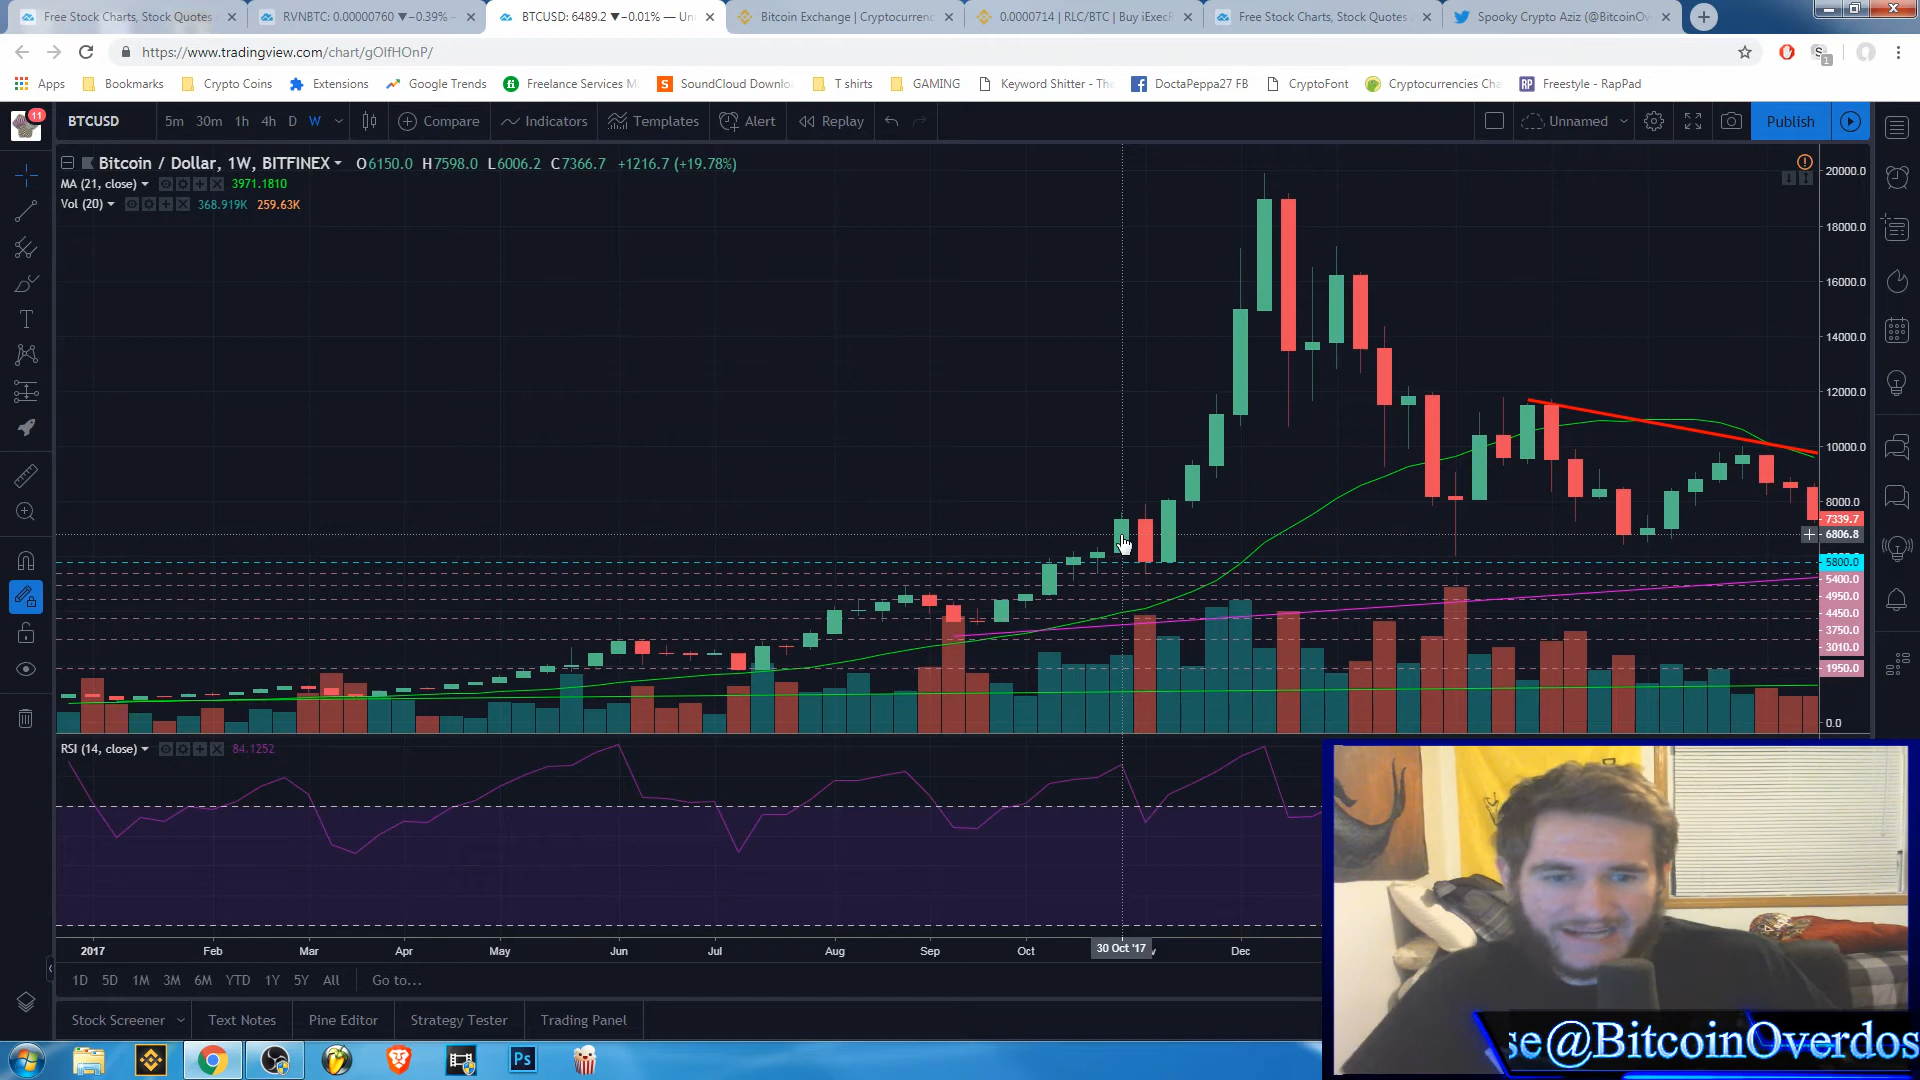 Free Stock Charts, Stock Quotes
RVNBTC: 0.00000760 ▼−0.39%
BTCUSD: 6489.2 ▼−0.01% — Un
Bitcoin Exchange | Cryptocurrenc
0.0000714 | RLC/BTC | Buy iExec
Free Stock Charts, Stock Quotes
Spooky Crypto Aziz (@BitcoinOv
https://www.tradingview.com/chart/gOIfHOnP/
Apps
Bookmarks
Crypto Coins
Extensions
Google Trends
Freelance Services M
SoundCloud Downlo
T shirts
GAMING
Keyword Shitter - The
DoctaPeppa27 FB
CryptoFont
Cryptocurrencies Cha
RP
Freestyle - RapPad
11
BTCUSD
5m
30m
1h
4h
D
W
Compare
Indicators
Templates
Alert
Replay
Unnamed
Publish
Bitcoin / Dollar, 1W, BITFINEX
O6150.0 H7598.0 L6006.2 C7366.7 +1216.7 (+19.78%)
MA (21, close)
3971.1810
Vol (20)
368.919K
259.63K
20000.0
18000.0
16000.0
14000.0
12000.0
10000.0
8000.0
7339.7
6806.8
5800.0
5400.0
4950.0
4450.0
3750.0
3010.0
1950.0
0.0
RSI (14, close)
84.1252
2017
Feb
Mar
Apr
May
Jun
Jul
Aug
Sep
Oct
30 Oct '17
Dec
1D
5D
1M
3M
6M
YTD
1Y
5Y
All
Go to...
Stock Screener
Text Notes
Pine Editor
Strategy Tester
Trading Panel
Ps
se@BitcoinOverdos